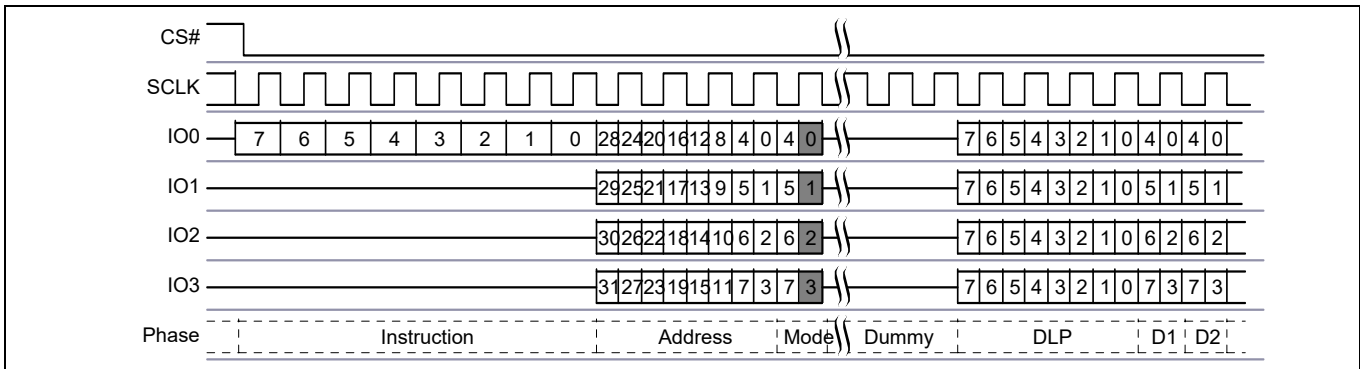 CS#
SCLK
IO0 7 6 5 4 3 2 1 0 28 24 20 16 12 8 4 0 4 0 7 6 5 4 3 2 1 0 4 0 4 0
IO1 29 25 21 17 13 9 5 1 5 1 7 6 5 4 3 2 1 0 5 1 5 1
IO2 30 26 22 18 14 10 6 2 6 2 7 6 5 4 3 2 1 0 6 2 6 2
IO3 31 27 23 19 15 11 7 3 7 3 7 6 5 4 3 2 1 0 7 3 7 3
Phase Instruction Address Mode Dummy DLP D1 D2